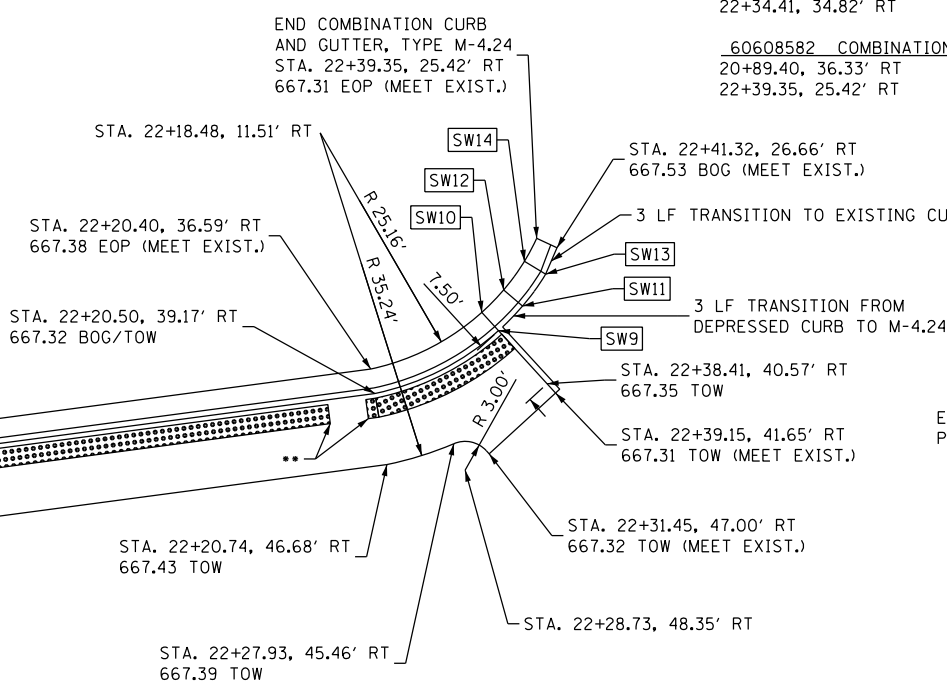 22+34.41, 34.82' RT
END COMBINATION CURB
AND GUTTER, TYPE M-4.24
STA. 22+39.35, 25.42' RT
667.31 EOP (MEET EXIST.)
60608582 COMBINATION
20+89.40, 36.33' RT
22+39.35, 25.42' RT
STA. 22+18.48, 11.51' RT
SW14
STA. 22+41.32, 26.66' RT
667.53 BOG (MEET EXIST.)
SW12
R 25.16'
SW10
3 LF TRANSITION TO EXISTING CU
STA. 22+20.40, 36.59' RT
667.38 EOP (MEET EXIST.)
R 35.24'
SW13
7.50'
SW11
STA. 22+20.50, 39.17' RT
667.32 BOG/TOW
3 LF TRANSITION FROM
DEPRESSED CURB TO M-4.24
SW9
STA. 22+38.41, 40.57' RT
667.35 TOW
R 3.00'
E
P
STA. 22+39.15, 41.65' RT
667.31 TOW (MEET EXIST.)
**
STA. 22+31.45, 47.00' RT
667.32 TOW (MEET EXIST.)
STA. 22+20.74, 46.68' RT
667.43 TOW
STA. 22+28.73, 48.35' RT
STA. 22+27.93, 45.46' RT
667.39 TOW